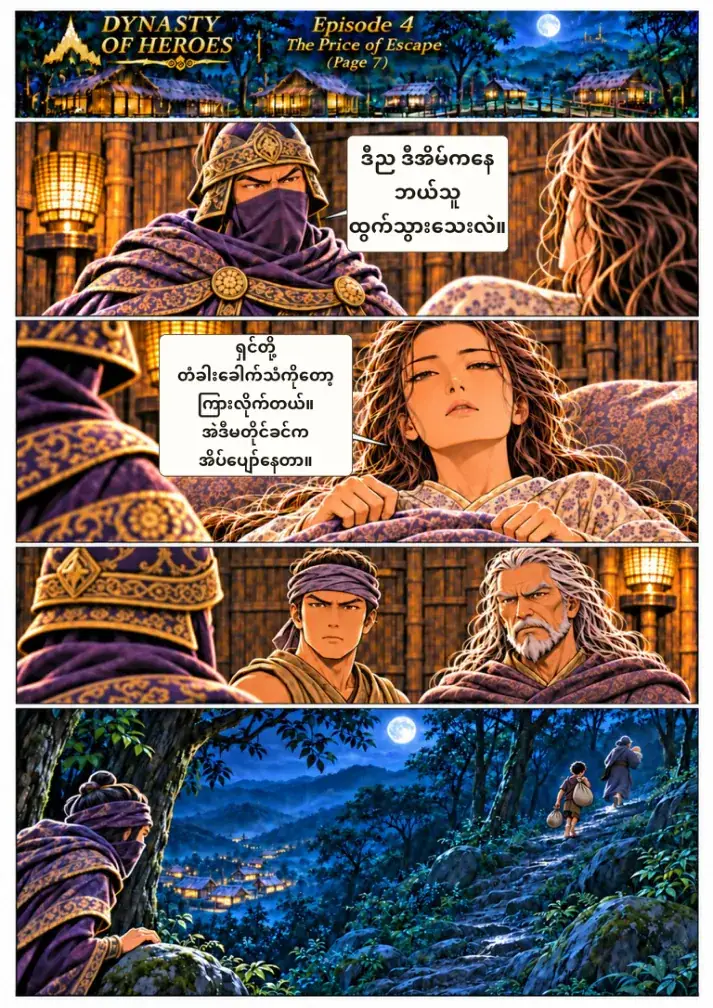 DYNASTY
OF HEROES
Episode 4
The Price of Escape
(Page 7)
ဒီည ဒီအိမ်ကနေ
ဘယ်သူ
ထွက်သွားသေးလဲ။
ရှင်တို့
တံခါးခေါက်သံကိုတော့
ကြားလိုက်တယ်။
အဲဒီမတိုင်ခင်က
အိပ်ပျော်နေတာ။